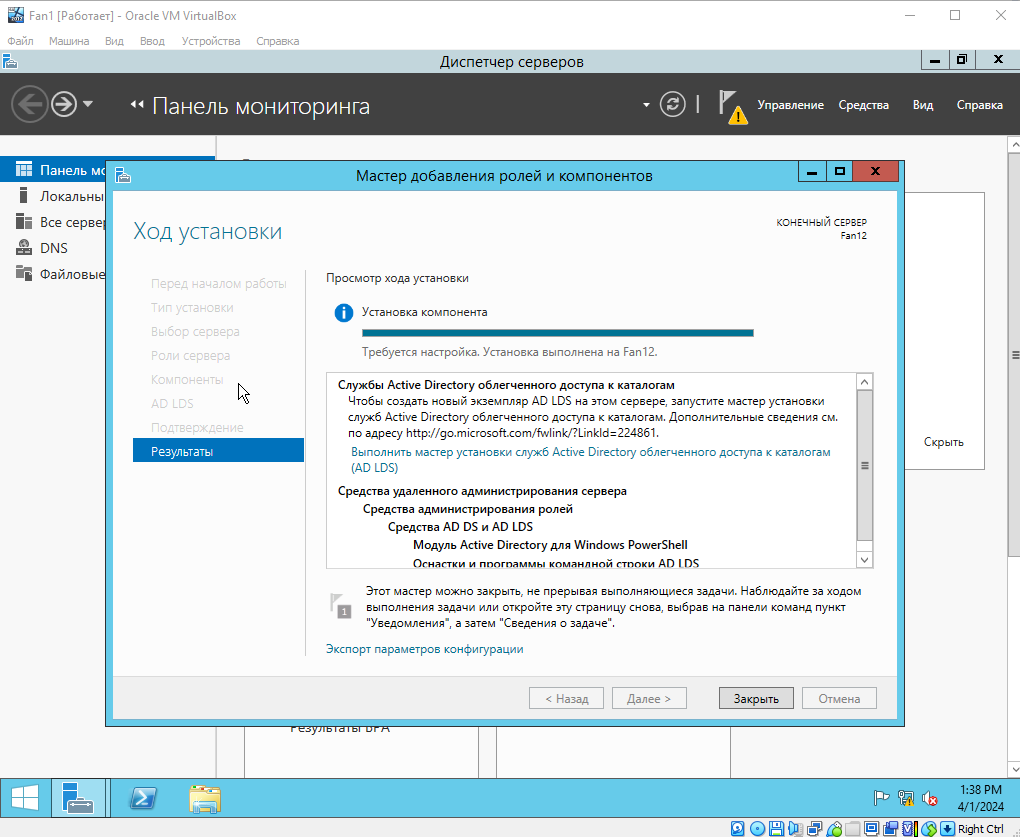 Fan1 [Работает] - Oracle VM VirtualBox
Файл Машина Вид Ввод Устройства Справка
Диспетчер серверов
Панель мониторинга
Управление Средства Вид Справка
Панель мо
Локальны
Все сервер
DNS
Файловые
Мастер добавления ролей и компонентов
Ход установки
КОНЕЧНЫЙ СЕРВЕР
Fan12
Перед началом работы
Тип установки
Выбор сервера
Роли сервера
Компоненты
AD LDS
Подтверждение
Результаты
Просмотр хода установки
Установка компонента
Требуется настройка. Установка выполнена на Fan12.
Службы Active Directory облегченного доступа к каталогам
Чтобы создать новый экземпляр AD LDS на этом сервере, запустите мастер установки
служб Active Directory облегченного доступа к каталогам. Дополнительные сведения см.
по адресу http://go.microsoft.com/fwlink/?LinkId=224861.
Выполнить мастер установки служб Active Directory облегченного доступа к каталогам
(AD LDS)
Средства удаленного администрирования сервера
Средства администрирования ролей
Средства AD DS и AD LDS
Модуль Active Directory для Windows PowerShell
Оснастки и программы командной строки AD LDS
1
Этот мастер можно закрыть, не прерывая выполняющиеся задачи. Наблюдайте за ходом
выполнения задачи или откройте эту страницу снова, выбрав на панели команд пункт
"Уведомления", а затем "Сведения о задаче".
Экспорт параметров конфигурации
< Назад Далее > Закрыть Отмена
Скрыть
Результаты BPA
1:38 PM
4/1/2024
Right Ctrl